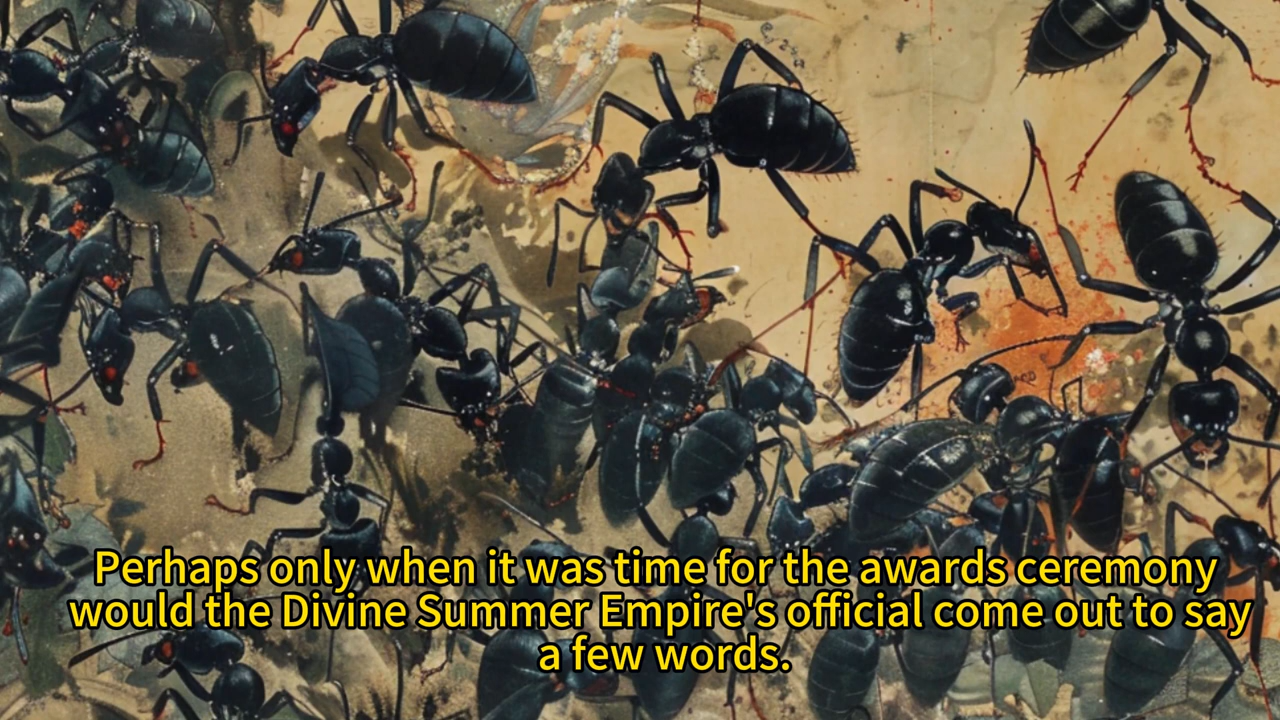 Perhaps only when it was time for the awards ceremony
would the Divine Summer Empire's official come out to say
a few words.